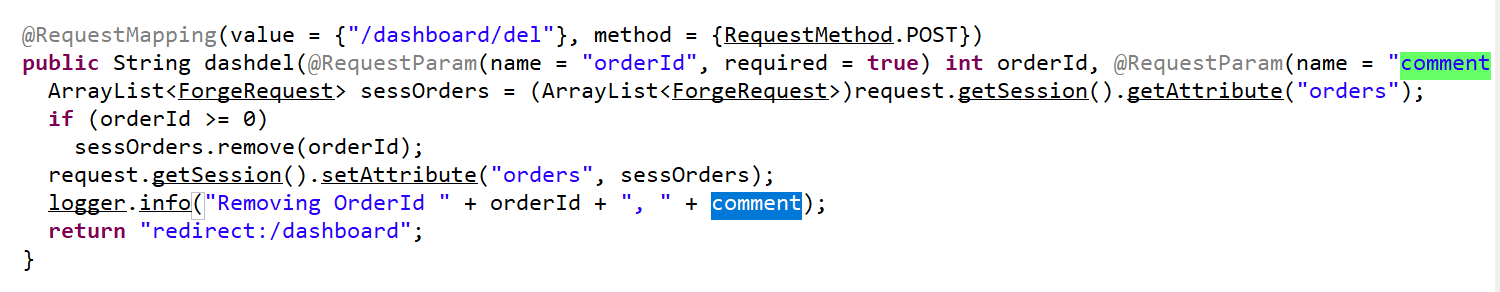 @RequestMapping(value = {"/dashboard/del"}, method = {RequestMethod.POST})
public String dashdel(@RequestParam(name = "orderId", required = true) int orderId, @RequestParam(name = "comment
ArrayList<ForgeRequest> sessOrders = (ArrayList<ForgeRequest>)request.getSession().getAttribute("orders");
if (orderId >= 0)
sessOrders.remove(orderId);
request.getSession().setAttribute("orders", sessOrders);
logger.info("Removing OrderId " + orderId + ", " + comment);
return "redirect:/dashboard";
}